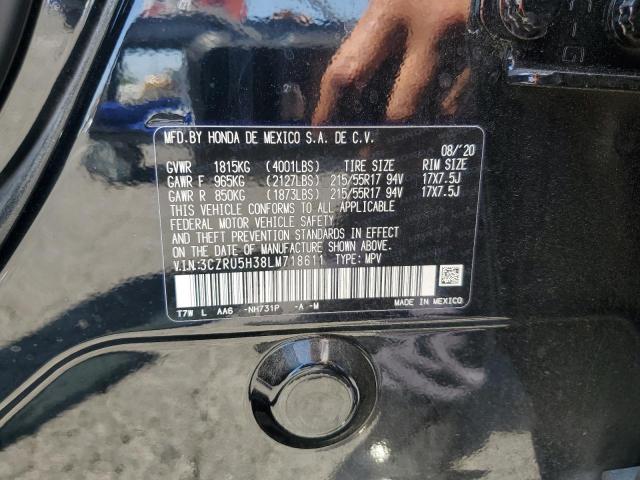 MFD.BY HONDA DE MEXICO S.A. DE C.V. 08/'20
GVWR 1815KG (4001LBS) TIRE SIZE RIM SIZE
GAWR F 965KG (2127LBS) 215/55R17 94V 17X7.5J
GAWR R 850KG (1873LBS) 215/55R17 94V 17X7.5J
THIS VEHICLE CONFORMS TO ALL APPLICABLE
FEDERAL MOTOR VEHICLE SAFETY
AND THEFT PREVENTION STANDARDS IN EFFECT
ON THE DATE OF MANUFACTURE SHOWN ABOVE.
V.I.N:3CZRU5H38LM718611 TYPE: MPV
T7W L AA6 -NH731P -A -M MADE IN MEXICO